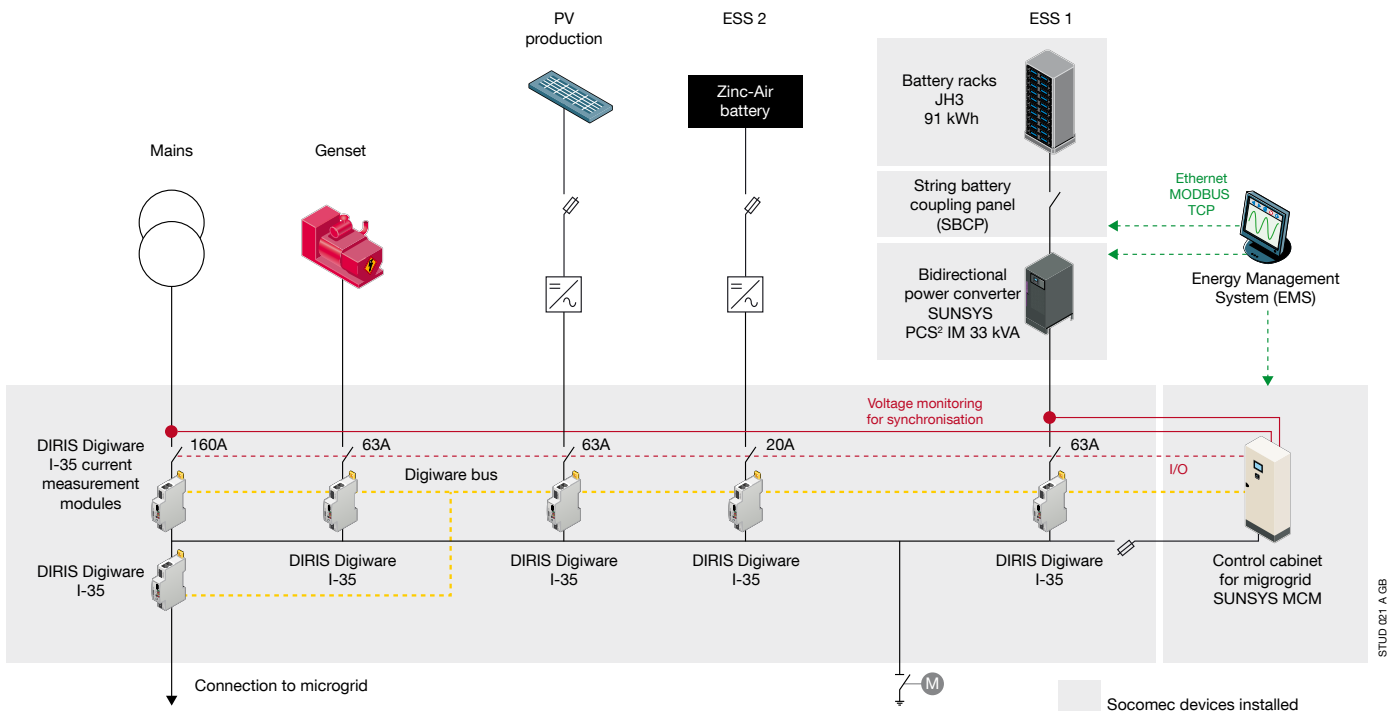 PV
production
ESS 2
ESS 1
Zinc-Air
battery
Battery racks
JH3
91 kWh
Mains
Genset
String battery
coupling panel
(SBCP)
Ethernet
MODBUS
TCP
Bidirectional
power converter
SUNSYS
PCS² IM 33 kVA
Energy Management
System (EMS)
Voltage monitoring
for synchronisation
DIRIS Digiware
I-35 current
measurement
modules
160A
63A
63A
20A
63A
Digiware bus
I/O
DIRIS Digiware
I-35
DIRIS Digiware
I-35
DIRIS Digiware
I-35
DIRIS Digiware
I-35
DIRIS Digiware
I-35
Control cabinet
for migrogrid
SUNSYS MCM
Connection to microgrid
M
Socomec devices installed
STUD 021 A GB